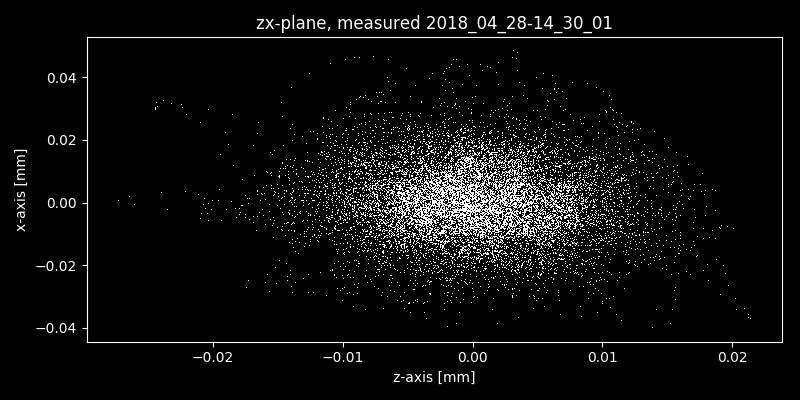 zx-plane, measured 2018_04_28-14_30_01
0.04
0.02
0.00
−0.02
−0.04
x-axis [mm]
−0.02 −0.01 0.00 0.01 0.02
z-axis [mm]